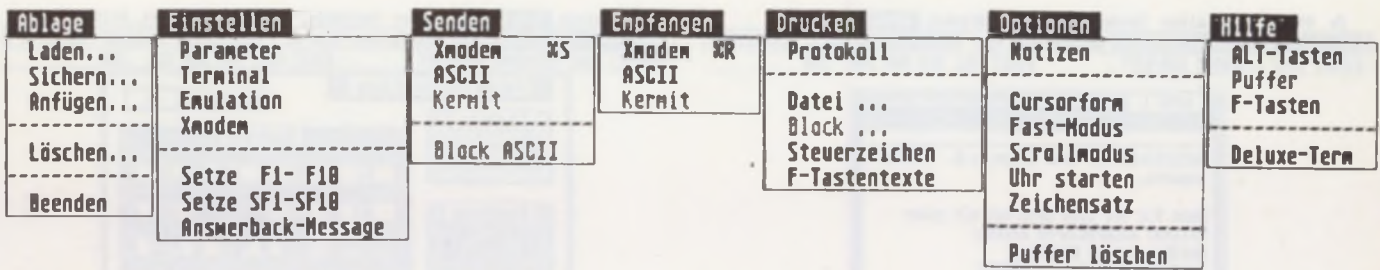 Ablage
Laden...
Sichern...
Anfügen...
Löschen...
Beenden
Einstellen
Parameter
Terminal
Emulation
Xmodem
Setze F1- F10
Setze SF1-SF10
Answerback-Message
Senden
Xmodem ⌘S
ASCII
Kermit
Block ASCII
Empfangen
Xmodem ⌘R
ASCII
Kermit
Drucken
Protokoll
Datei ...
Block ...
Steuerzeichen
F-Tastentexte
Optionen
Notizen
Cursorform
Fast-Modus
Scrollmodus
Uhr starten
Zeichensatz
Puffer löschen
Hilfe
ALT-Tasten
Puffer
F-Tasten
Deluxe-Term